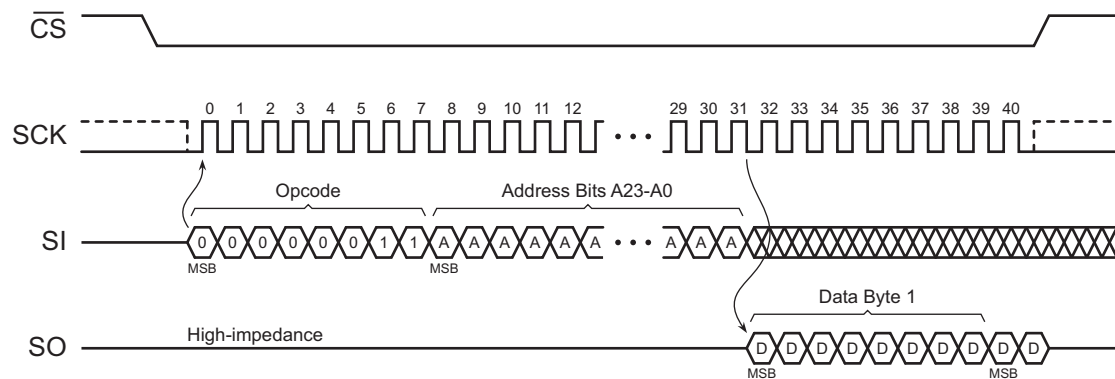 CS
0 1 2 3 4 5 6 7 8 9 10 11 12 29 30 31 32 33 34 35 36 37 38 39 40
SCK
Opcode Address Bits A23-A0
SI 0 0 0 0 0 0 1 1 A A A A A A A A A
MSB MSB
Data Byte 1
High-impedance
SO D D D D D D D D D D
MSB MSB